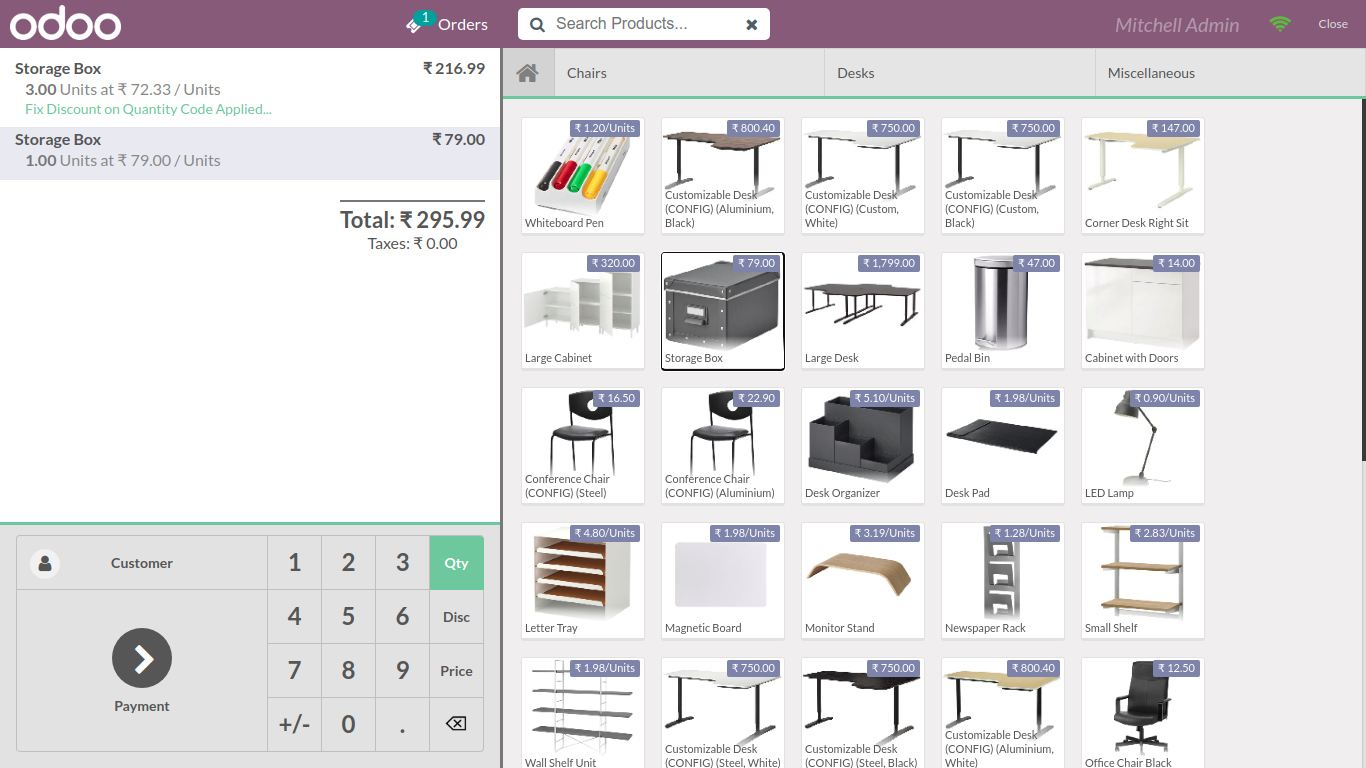 odoo
1
Orders
Search Products...
Mitchell Admin
Close
Storage Box ₹ 216.99
3.00 Units at ₹ 72.33 / Units
Fix Discount on Quantity Code Applied...
Storage Box ₹ 79.00
1.00 Units at ₹ 79.00 / Units
Total: ₹ 295.99
Taxes: ₹ 0.00
Customer
1 2 3 Qty
4 5 6 Disc
7 8 9 Price
+/- 0 .
Payment
Chairs
Desks
Miscellaneous
₹ 1.20/Units
Whiteboard Pen
₹ 800.40
Customizable Desk
(CONFIG) (Aluminium,
Black)
₹ 750.00
Customizable Desk
(CONFIG) (Custom,
White)
₹ 750.00
Customizable Desk
(CONFIG) (Custom,
Black)
₹ 147.00
Corner Desk Right Sit
₹ 320.00
Large Cabinet
₹ 79.00
Storage Box
₹ 1,799.00
Large Desk
₹ 47.00
Pedal Bin
₹ 14.00
Cabinet with Doors
₹ 16.50
Conference Chair
(CONFIG) (Steel)
₹ 22.90
Conference Chair
(CONFIG) (Aluminium)
₹ 5.10/Units
Desk Organizer
₹ 1.98/Units
Desk Pad
₹ 0.90/Units
LED Lamp
₹ 4.80/Units
Letter Tray
₹ 1.98/Units
Magnetic Board
₹ 3.19/Units
Monitor Stand
₹ 1.28/Units
Newspaper Rack
₹ 2.83/Units
Small Shelf
₹ 1.98/Units
Wall Shelf Unit
₹ 750.00
Customizable Desk
(CONFIG) (Steel, White)
₹ 750.00
Customizable Desk
(CONFIG) (Steel, Black)
₹ 800.40
Customizable Desk
(CONFIG) (Aluminium,
White)
₹ 12.50
Office Chair Black